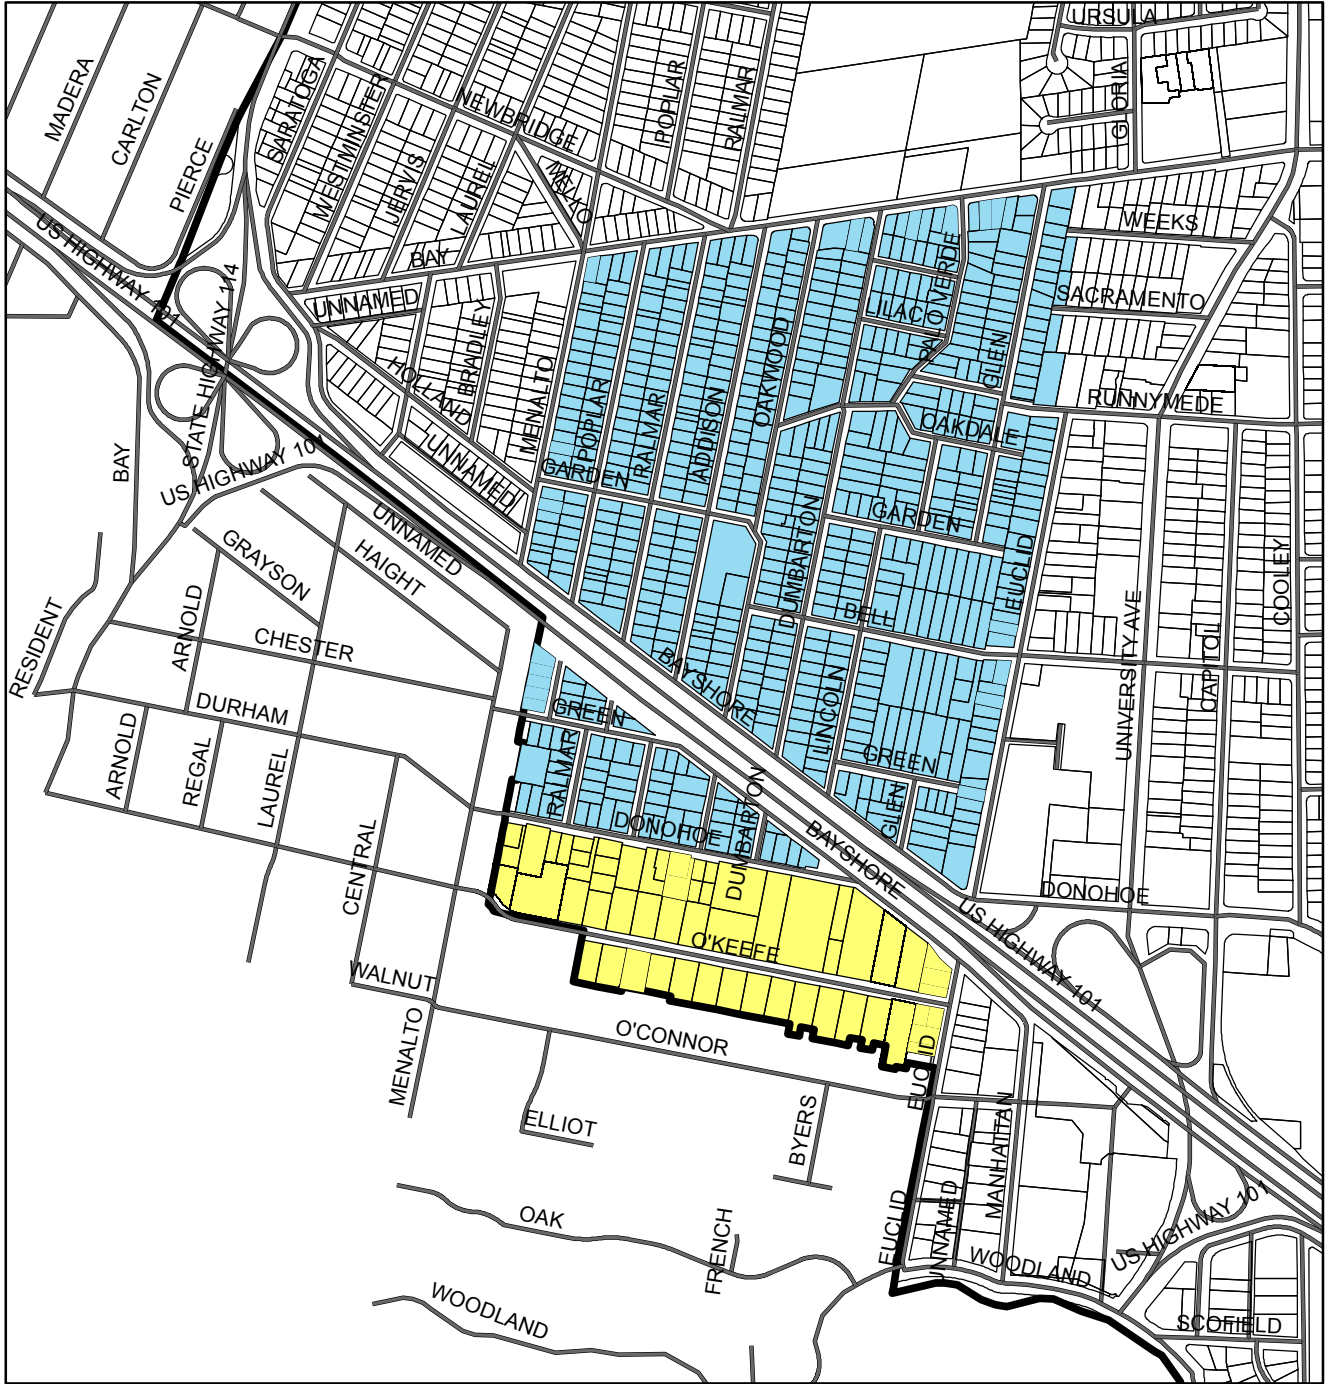 URSULA
MADERA
CARLTON
PIERCE
SARATOGA
WESTMINSTER
JERVIS
LAUREL
NEWBRIDGE
MELLO
POPLAR
RALMAR
GLORIA
WEEKS
SACRAMENTO
RUNNYMEDE
US HIGHWAY 101
STATE HIGHWAY 114
BAY
UNNAMED
HOLLAND
BRADLEY
MENALTO
UNNAMED
POPLAR
RALMAR
ADDISON
OAKWOOD
LILAC
PALO VERDE
GLEN
OAKDALE
GARDEN
GARDEN
DUMBARTON
BELL
EUCLID
BAY
US HIGHWAY 101
UNNAMED
HAIGHT
GRAYSON
ARNOLD
CHESTER
RESIDENT
DURHAM
ARNOLD
REGAL
LAUREL
CENTRAL
GREEN
RALMAR
DONOHOE
DUMBARTON
BAYSHORE
LINCOLN
GREEN
GLEN
BAYSHORE
UNIVERSITY AVE
CAPITOL
COOLEY
DONOHOE
US HIGHWAY 101
O'KEEFE
WALNUT
MENALTO
O'CONNOR
ELLIOT
BYERS
EUCLID
MANHATTAN
OAK
FRENCH
EUCLID
UNNAMED
WOODLAND
US HIGHWAY 101
WOODLAND
SCOFIELD